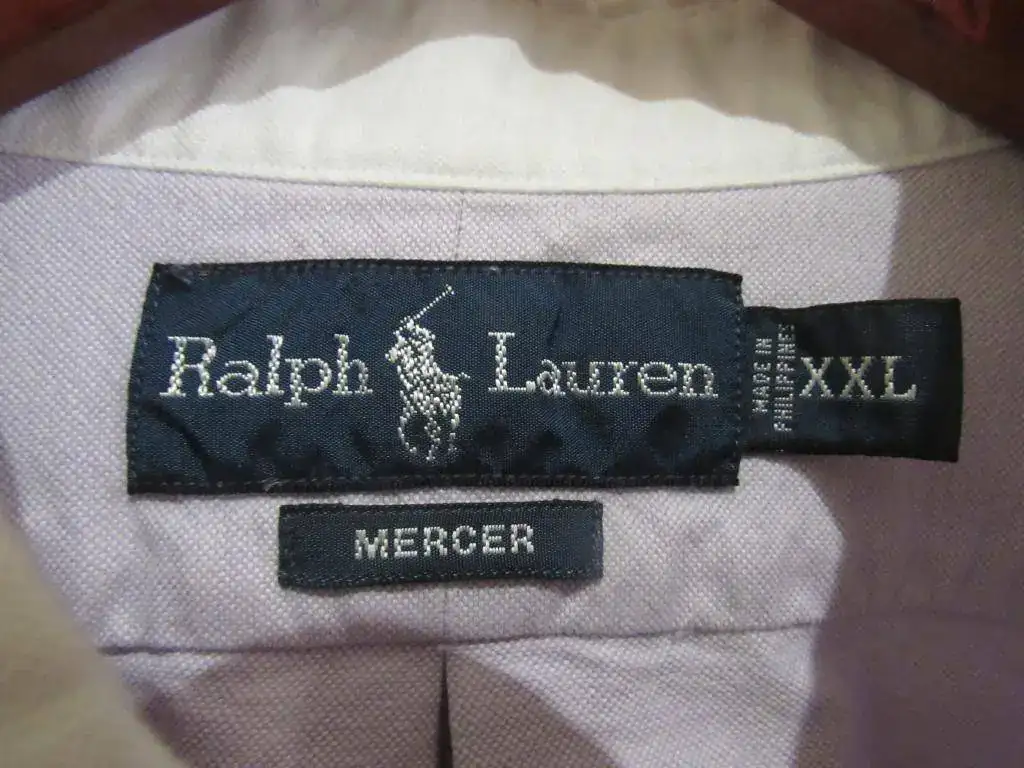 Ralph Lauren
MADE IN
PHILIPPINES
XXL
MERCER